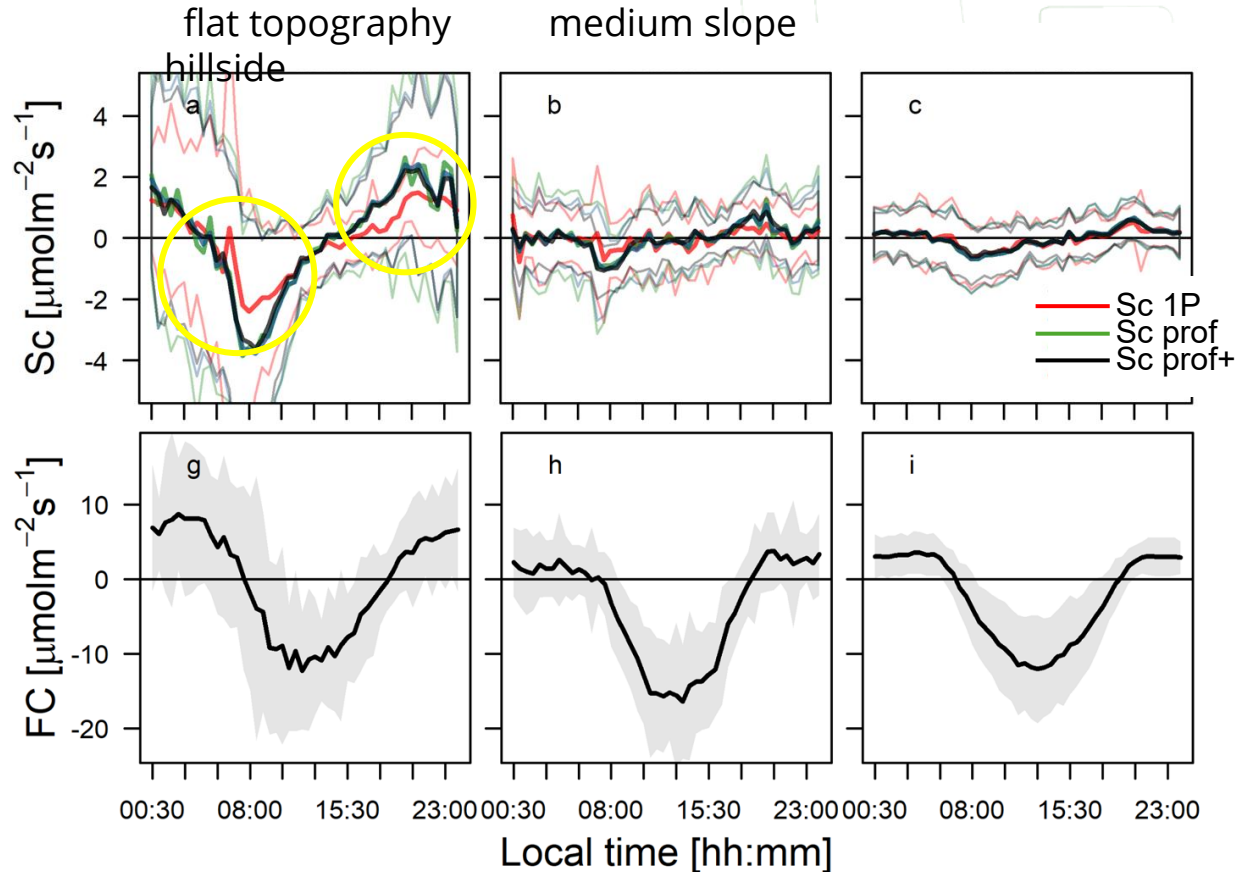 flat topography medium slope
hillside
a b c
Sc [μmolm⁻²s⁻¹]
4
2
0
-2
-4
Sc 1P
Sc prof
Sc prof+
g h i
FC [μmolm⁻²s⁻¹]
10
0
-10
-20
00:30 08:00 15:30 23:00 00:30 08:00 15:30 23:00 00:30 08:00 15:30 23:00
Local time [hh:mm]